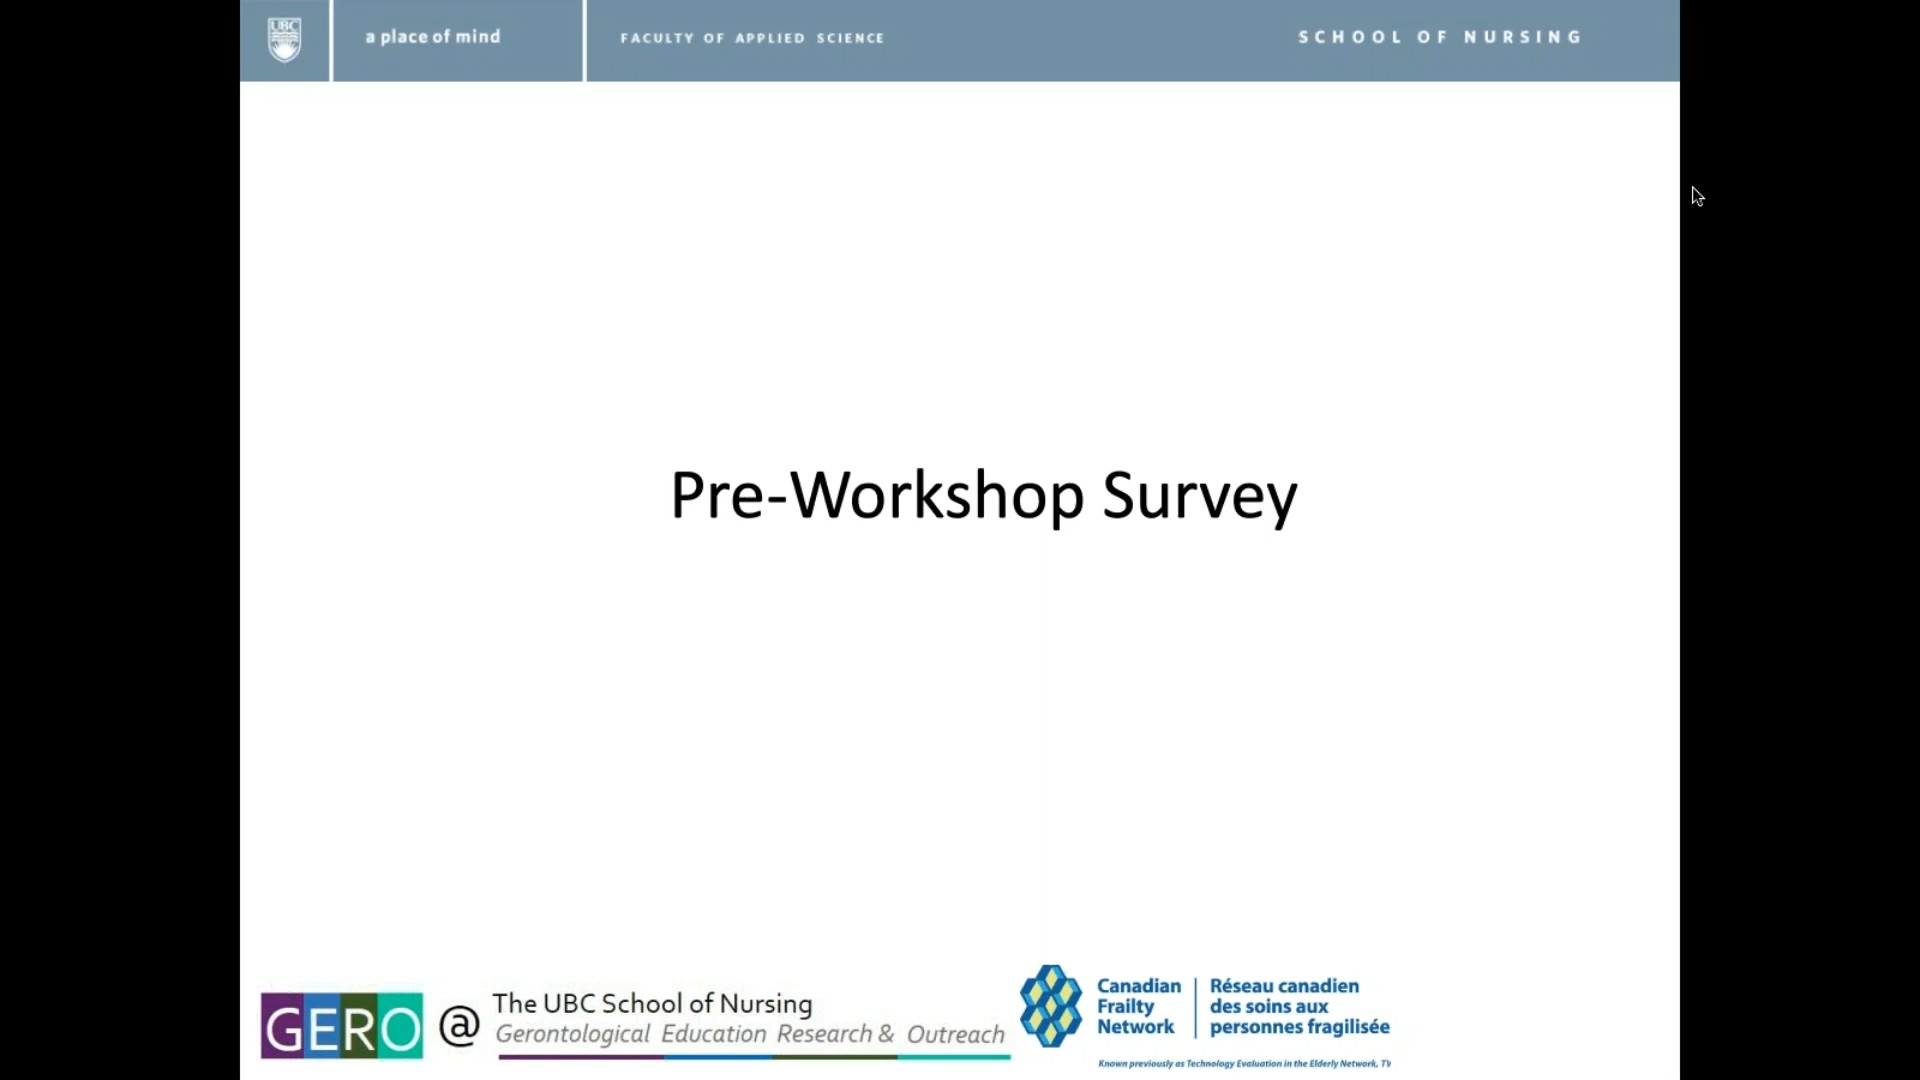 UBC
a place of mind
FACULTY OF APPLIED SCIENCE
SCHOOL OF NURSING
Pre-Workshop Survey
GERO @
The UBC School of Nursing
Gerontological Education Research & Outreach
Canadian
Frailty
Network
Réseau canadien
des soins aux
personnes fragilisée
Known previously as Technology Evaluation in the Elderly Network, TV